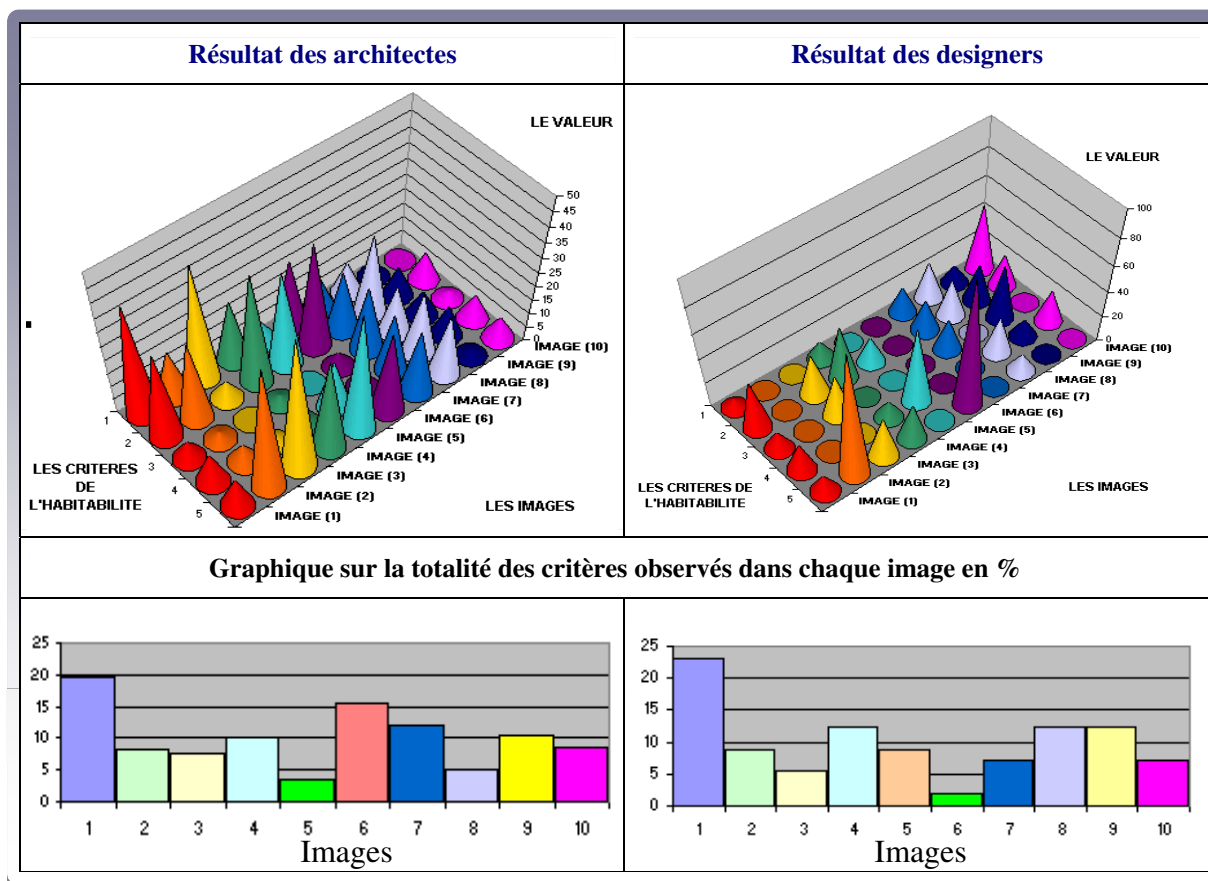 Résultat des architectes
Résultat des designers
LE VALEUR
50
45
40
35
30
25
20
15
10
5
0
IMAGE (10)
IMAGE (9)
IMAGE (8)
IMAGE (7)
IMAGE (6)
IMAGE (5)
IMAGE (4)
IMAGE (3)
IMAGE (2)
IMAGE (1)
1
2
3
4
5
LES CRITERES
DE
L'HABITABILITE
LES IMAGES
LE VALEUR
100
80
60
40
20
0
IMAGE (10)
IMAGE (9)
IMAGE (8)
IMAGE (7)
IMAGE (6)
IMAGE (5)
IMAGE (4)
IMAGE (3)
IMAGE (2)
IMAGE (1)
1
2
3
4
5
LES CRITERES DE
L'HABITABILITE
LES IMAGES
Graphique sur la totalité des critères observés dans chaque image en %
25
20
15
10
5
0
1 2 3 4 5 6 7 8 9 10
Images
25
20
15
10
5
0
1 2 3 4 5 6 7 8 9 10
Images